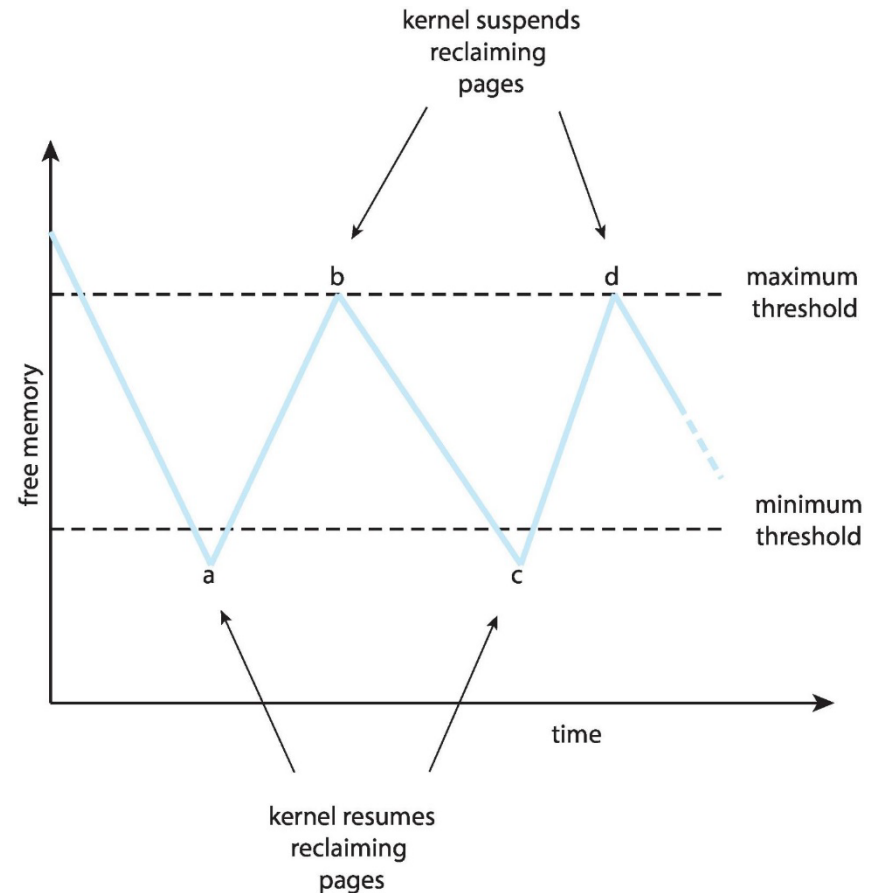 kernel suspends
reclaiming
pages
b
d
maximum
threshold
free memory
minimum
threshold
a
c
time
kernel resumes
reclaiming
pages